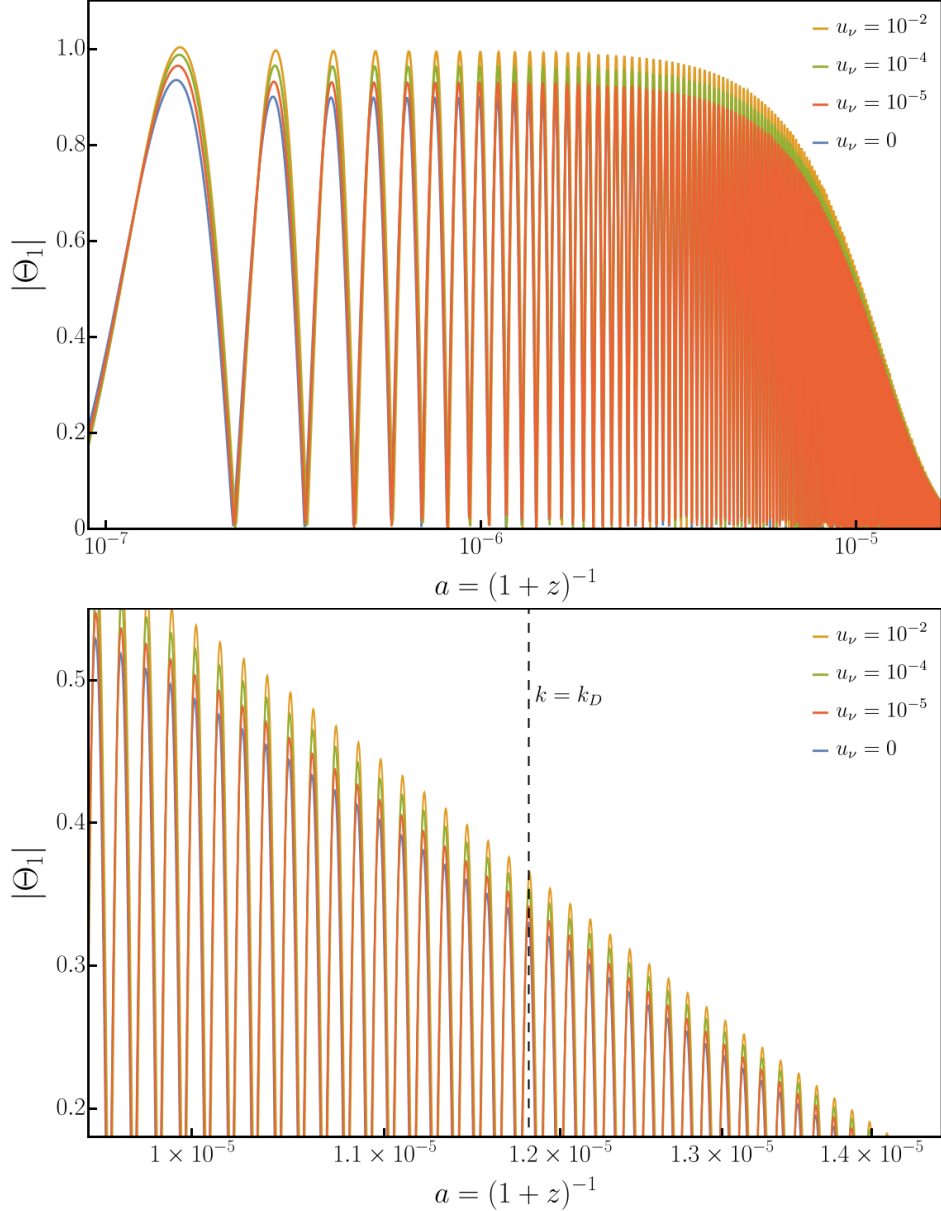 1.0
0.8
0.6
0.4
0.2
0
|Θ₁|
u_ν = 10⁻²
u_ν = 10⁻⁴
u_ν = 10⁻⁵
u_ν = 0
10⁻⁷
10⁻⁶
10⁻⁵
a = (1 + z)⁻¹
0.5
0.4
0.3
0.2
|Θ₁|
u_ν = 10⁻²
u_ν = 10⁻⁴
u_ν = 10⁻⁵
u_ν = 0
k = k_D
1 × 10⁻⁵
1.1 × 10⁻⁵
1.2 × 10⁻⁵
1.3 × 10⁻⁵
1.4 × 10⁻⁵
a = (1 + z)⁻¹